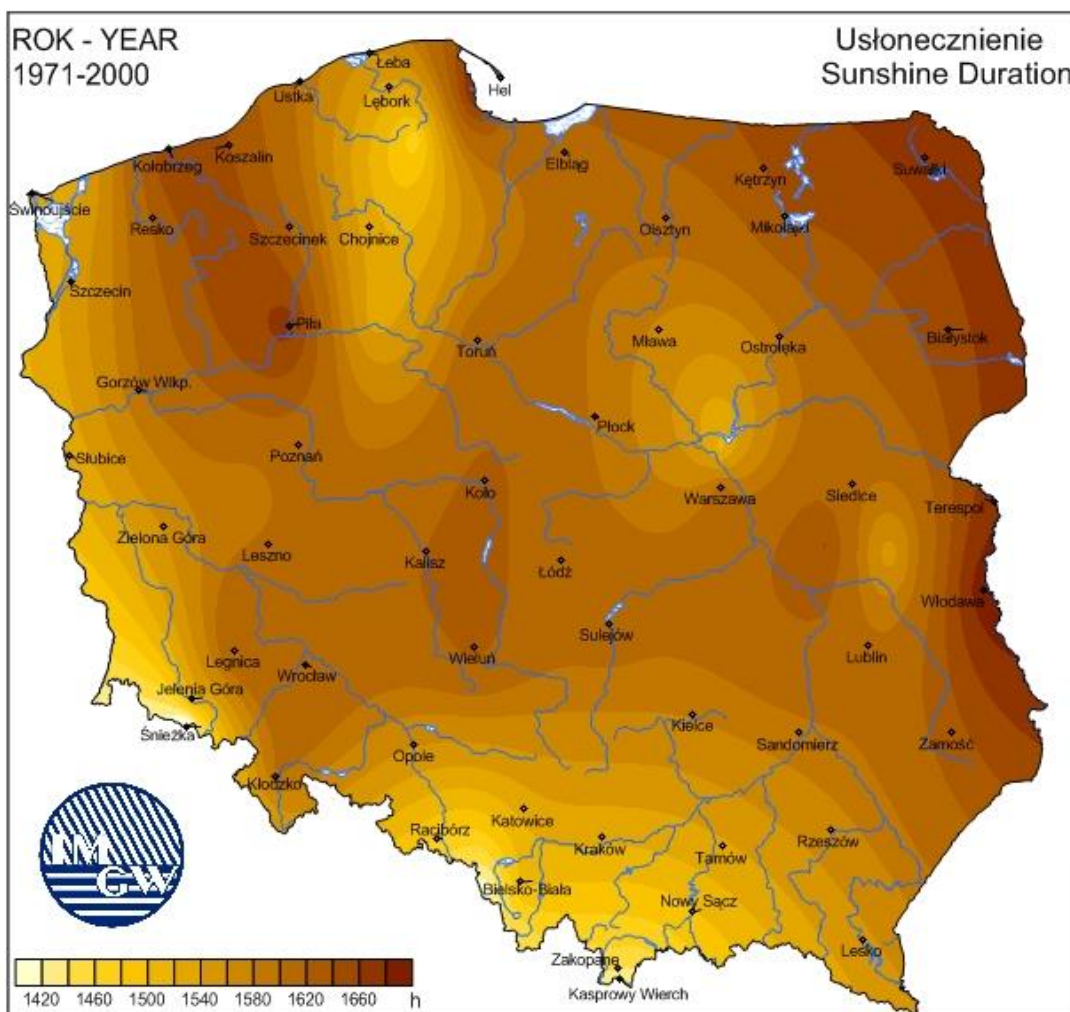 ROK - YEAR
1971-2000
Usłonecznienie
Sunshine Duration
Łeba
Ustka
Lębork
Hel
Koszalin
Kołobrzeg
Elbląg
Kętrzyn
Suwałki
Świnoujście
Resko
Szczecinek
Chojnice
Olsztyn
Mikołajki
Szczecin
Piła
Toruń
Mława
Ostrołęka
Białystok
Gorzów Wlkp.
Płock
Słubice
Poznań
Koło
Warszawa
Siedlce
Terespol
Zielona Góra
Leszno
Kalisz
Łódź
Włodawa
Sulejów
Legnica
Wrocław
Wieluń
Lublin
Jelenia Góra
Śnieżka
Opole
Kielce
Sandomierz
Zamość
Kłodzko
Katowice
Racibórz
Kraków
Tarnów
Rzeszów
Bielsko-Biała
Nowy Sącz
Lesko
Zakopane
Kasprowy Wierch
IM
GW
1420 1460 1500 1540 1580 1620 1660 h